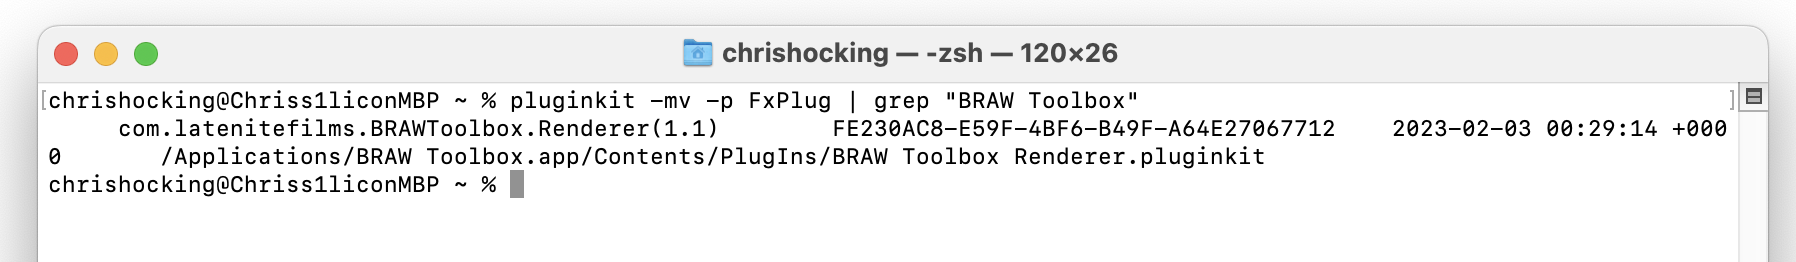 chrishocking — -zsh — 120×26
[chrishocking@Chriss1liconMBP ~ % pluginkit -mv -p FxPlug | grep "BRAW Toolbox" ]
com.latenitefilms.BRAWToolbox.Renderer(1.1) FE230AC8-E59F-4BF6-B49F-A64E27067712 2023-02-03 00:29:14 +000
0 /Applications/BRAW Toolbox.app/Contents/PlugIns/BRAW Toolbox Renderer.pluginkit
chrishocking@Chriss1liconMBP ~ %